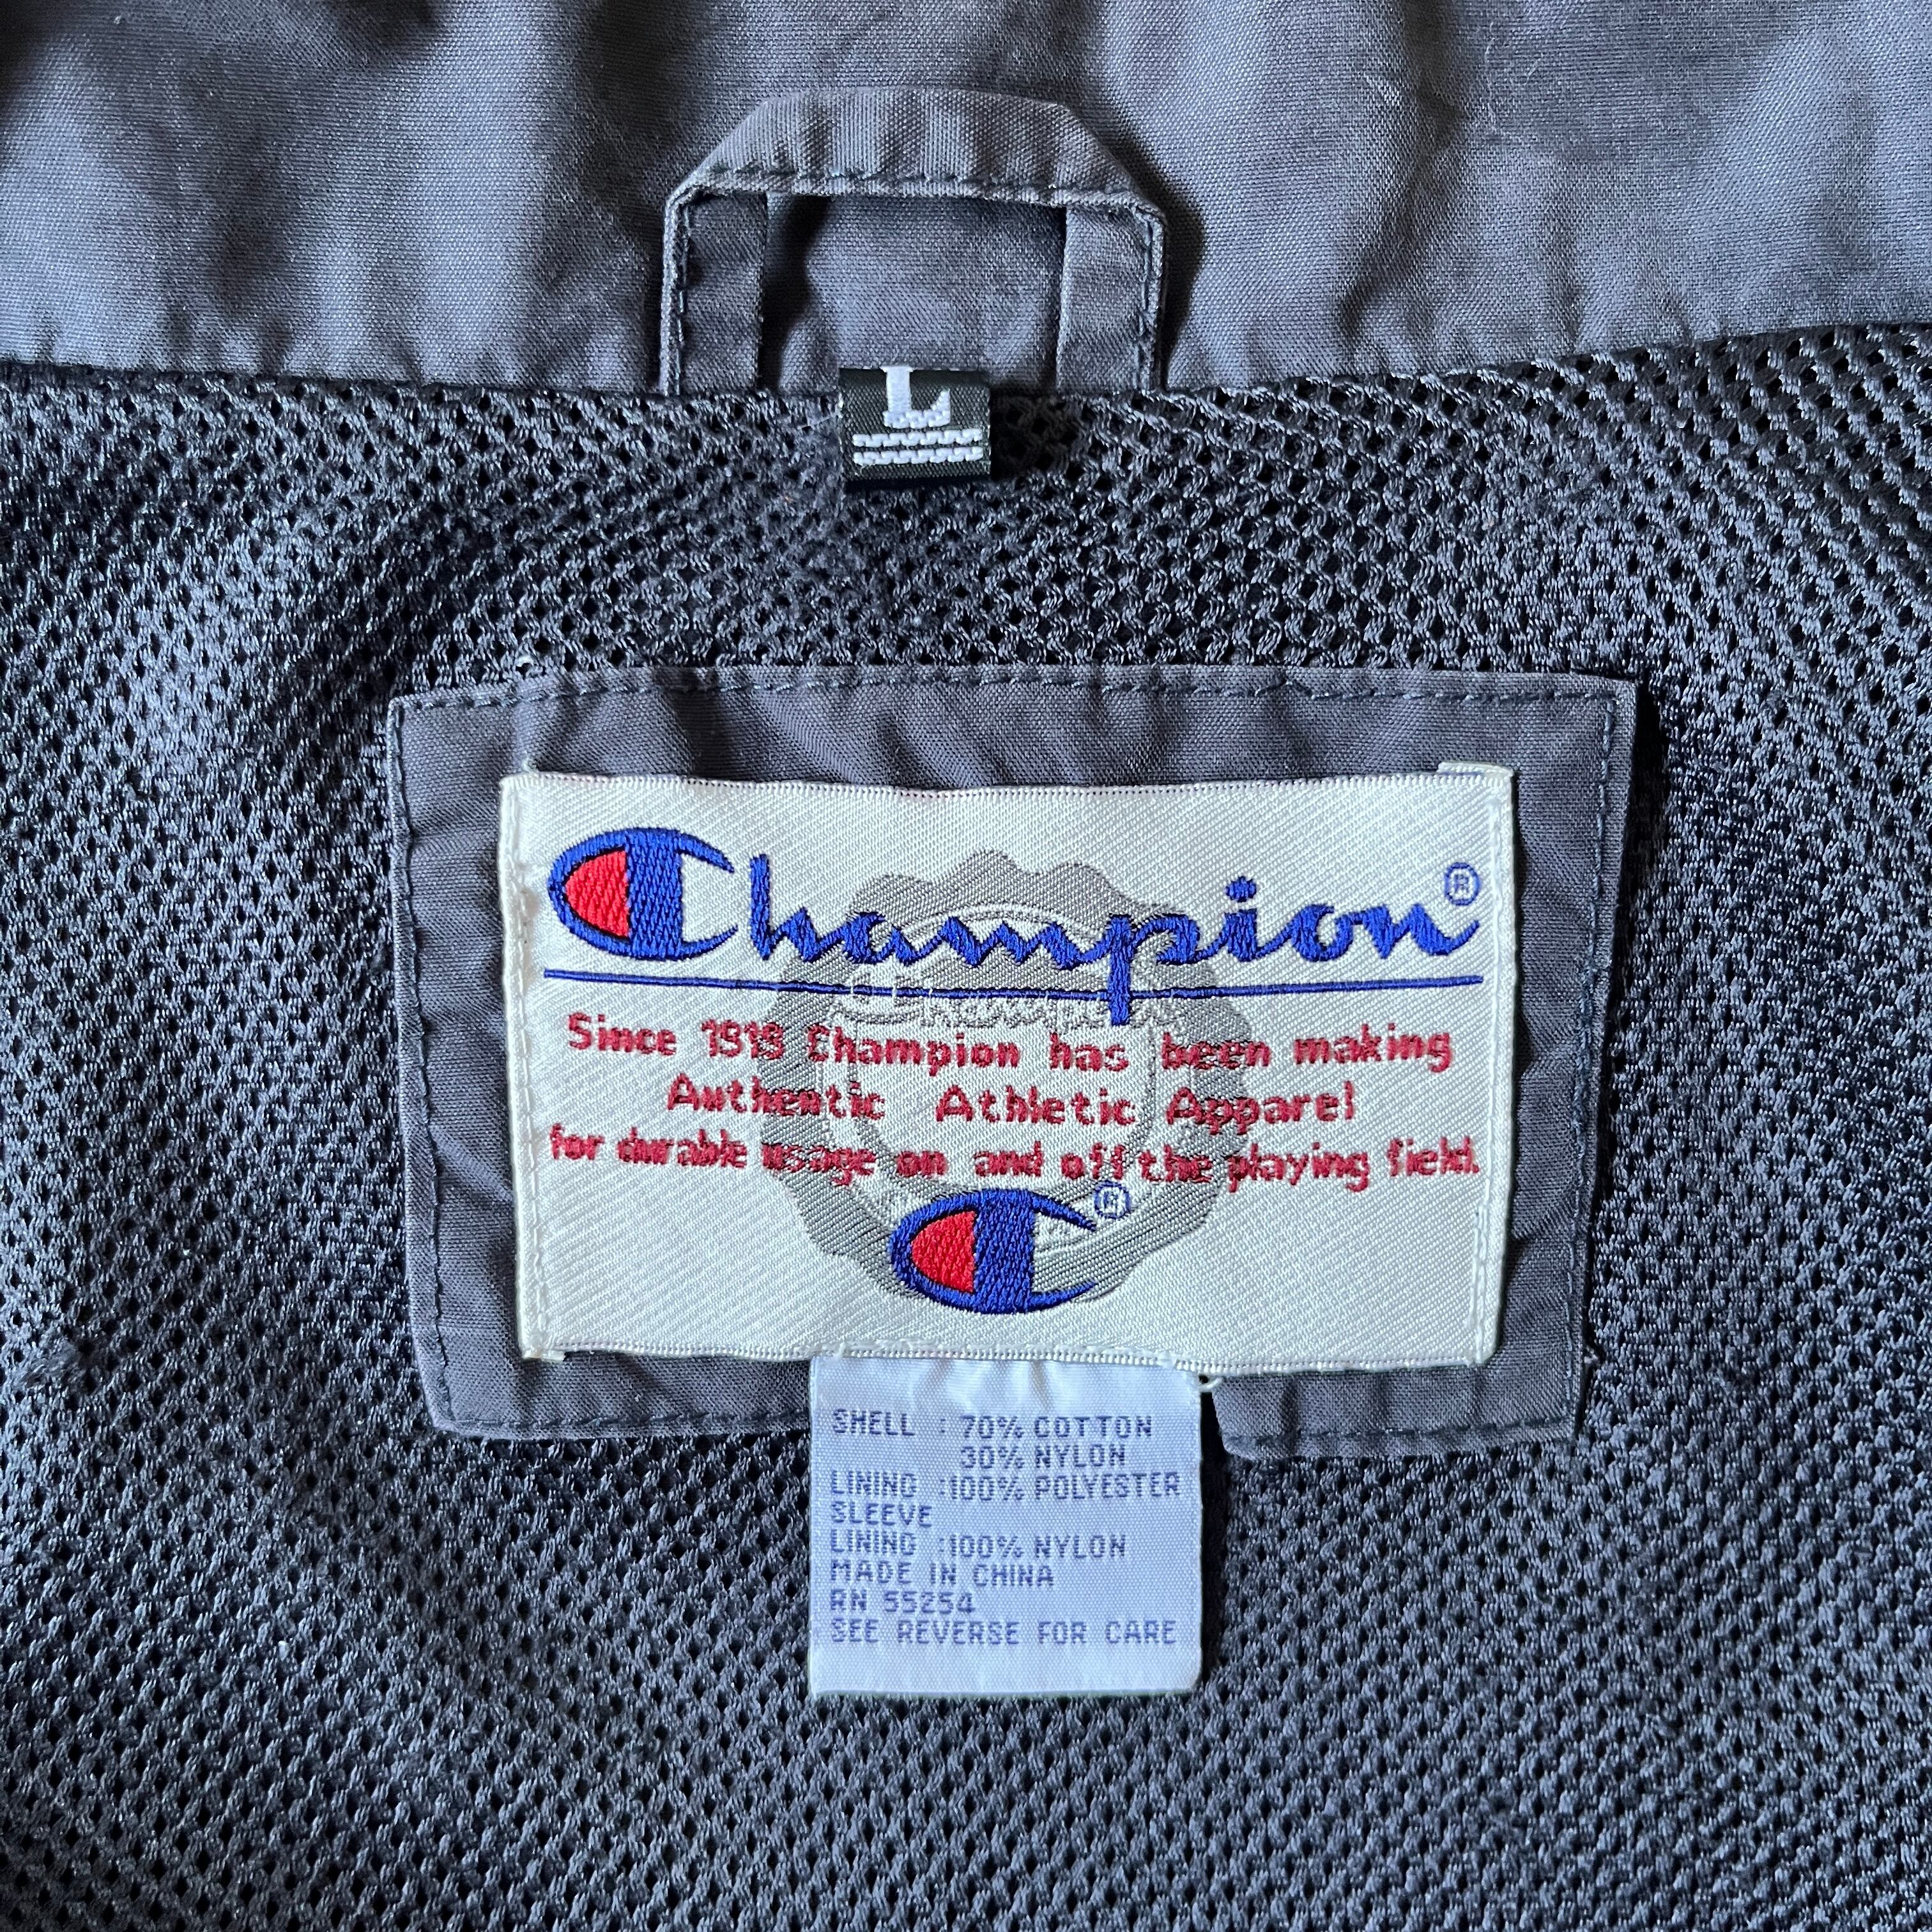 L
Champion®
Since 1919 Champion has been making
Authentic Athletic Apparel
for durable usage on and off the playing field.
®
SHELL : 70% COTTON
30% NYLON
LINING :100% POLYESTER
SLEEVE
LINING :100% NYLON
MADE IN CHINA
RN 55254
SEE REVERSE FOR CARE